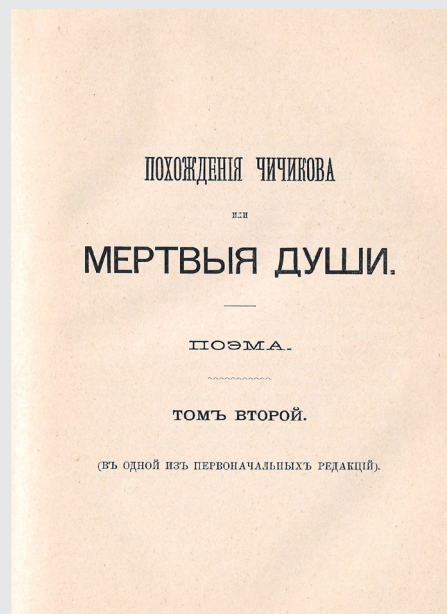 ПОХОЖДЕНІЯ ЧИЧИКОВА
или
МЕРТВЫЯ ДУШИ.
ПОЭМА.
ТОМЪ ВТОРОЙ.
(ВЪ ОДНОЙ ИЗЪ ПЕРВОНАЧАЛЬНЫХЪ РЕДАКЦІЙ).